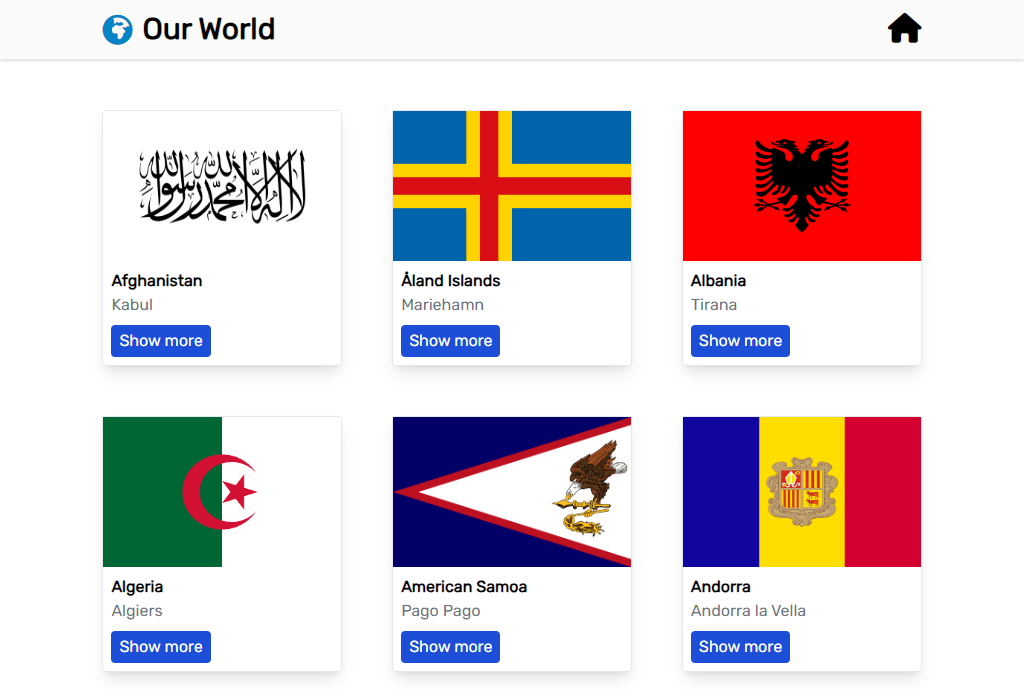 Our World
لا إله إلا الله محمد رسول الله
Afghanistan
Kabul
Show more
Åland Islands
Mariehamn
Show more
Albania
Tirana
Show more
Algeria
Algiers
Show more
American Samoa
Pago Pago
Show more
Andorra
Andorra la Vella
Show more